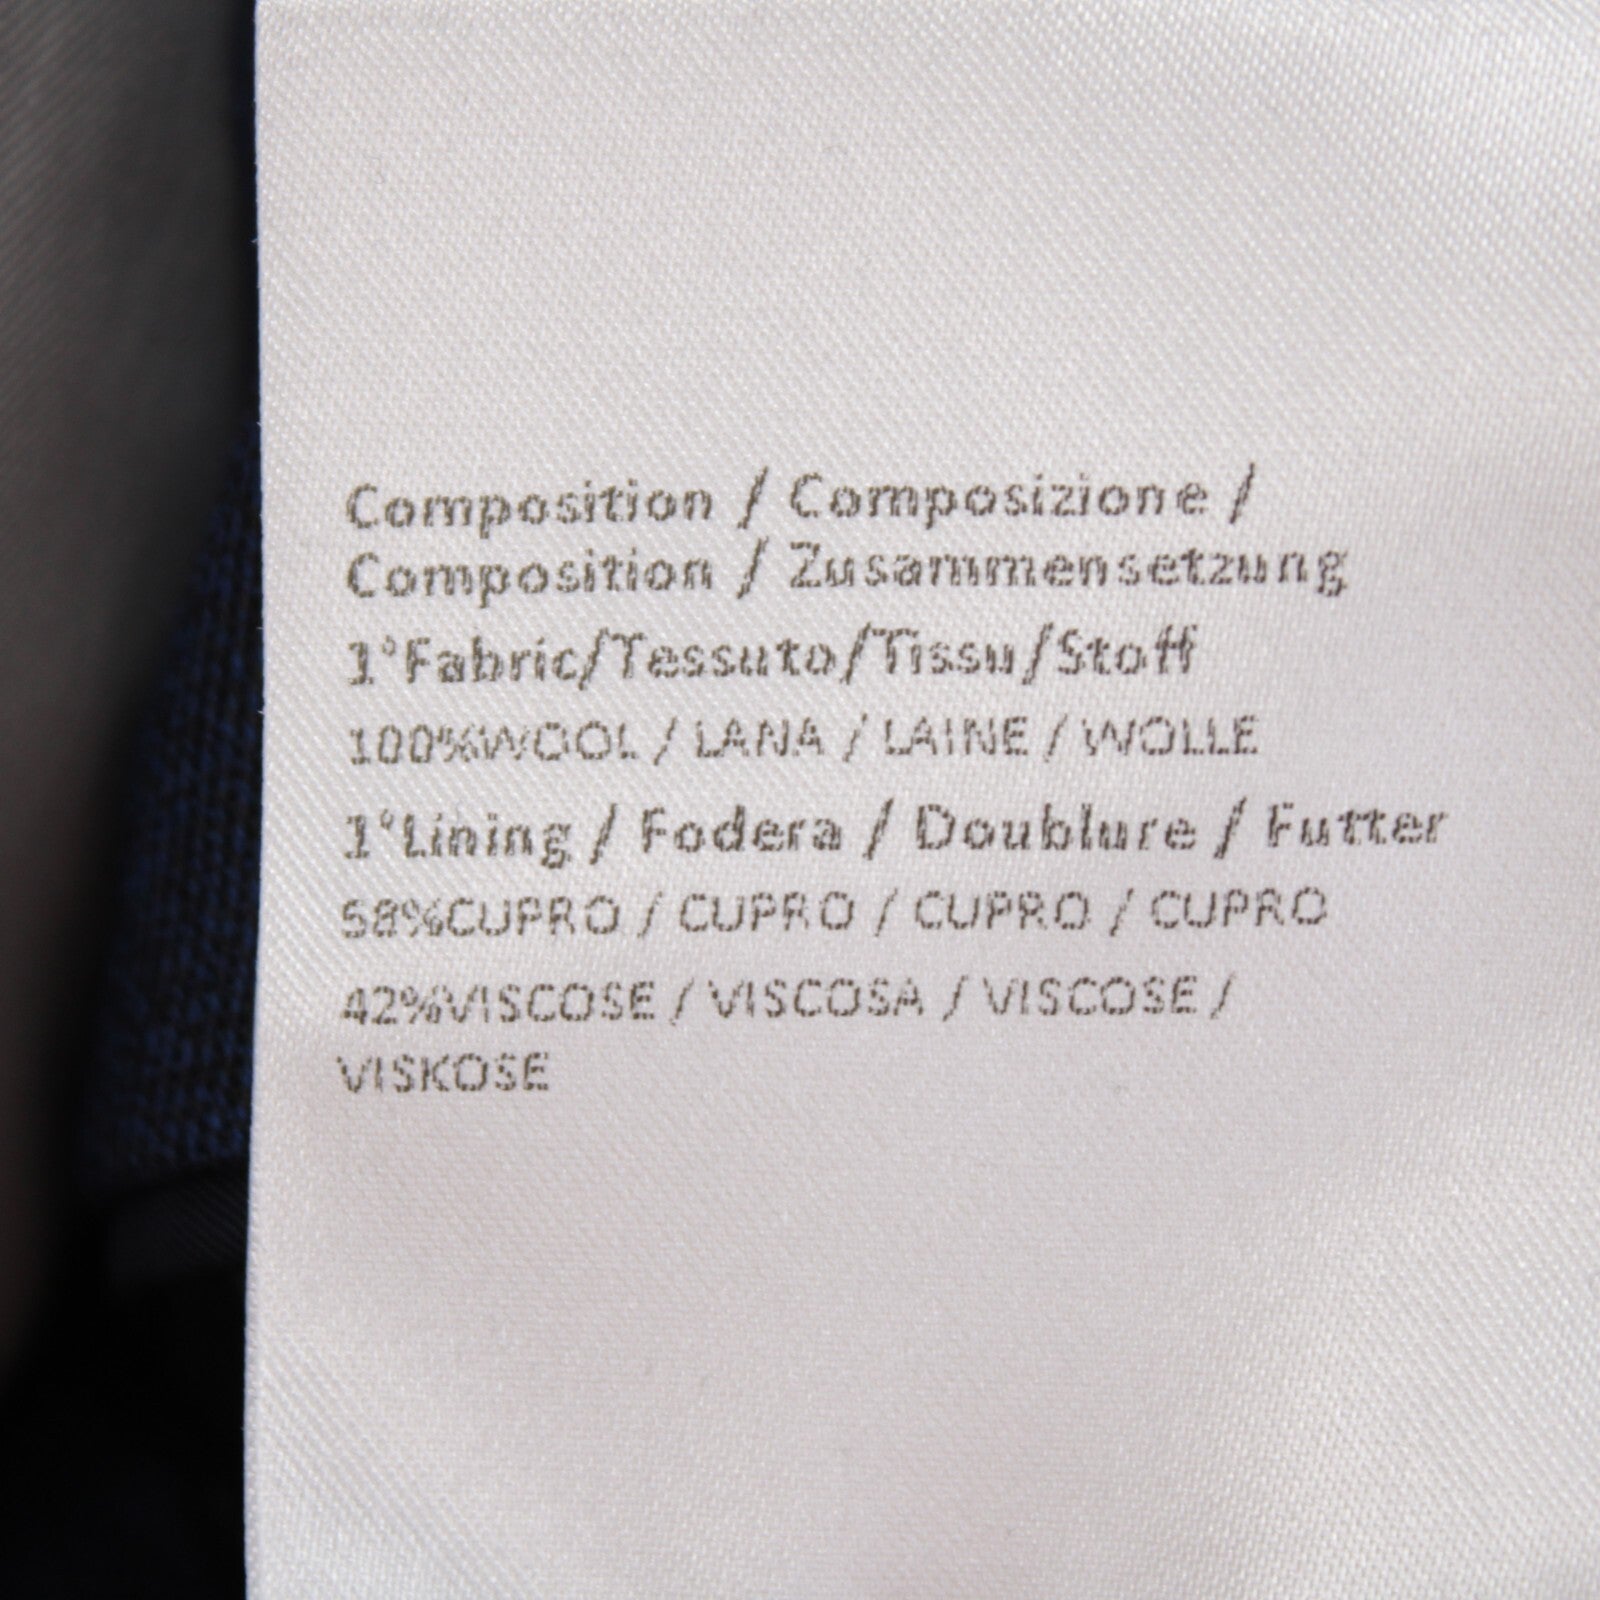 Composition / Composizione /
Composition / Zusammensetzung
1°Fabric/Tessuto/Tissu/Stoff
100%WOOL / LANA / LAINE / WOLLE
1°Lining / Fodera / Doublure / Futter
58%CUPRO / CUPRO / CUPRO / CUPRO
42%VISCOSE / VISCOSA / VISCOSE /
VISKOSE